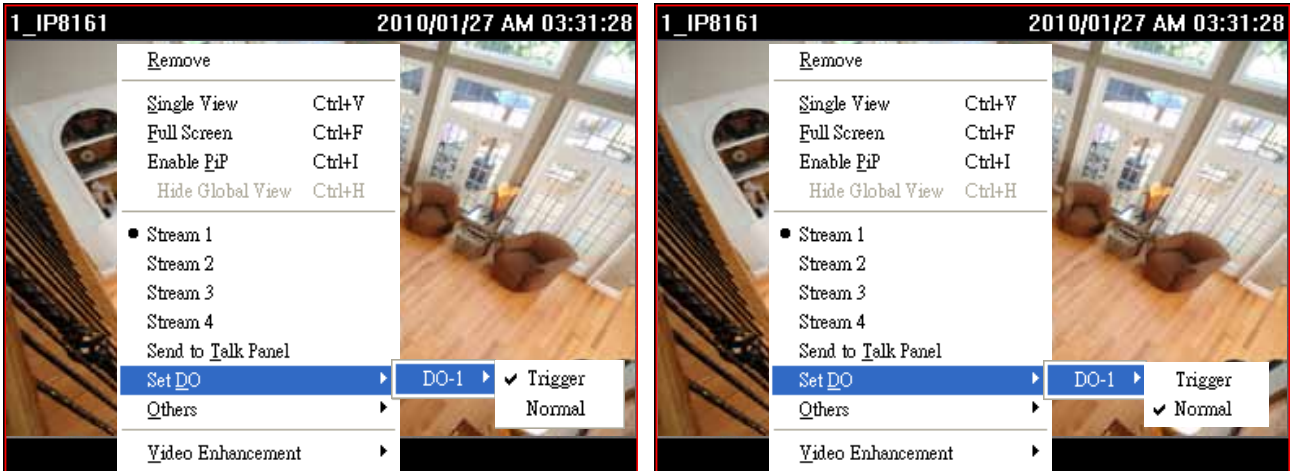 1_IP8161 2010/01/27 AM 03:31:28
Remove
Single View Ctrl+V
Full Screen Ctrl+F
Enable PiP Ctrl+I
Hide Global View Ctrl+H
Stream 1
Stream 2
Stream 3
Stream 4
Send to Talk Panel
Set DO DO-1 Trigger
Normal
Others
Video Enhancement
1_IP8161 2010/01/27 AM 03:31:28
Remove
Single View Ctrl+V
Full Screen Ctrl+F
Enable PiP Ctrl+I
Hide Global View Ctrl+H
Stream 1
Stream 2
Stream 3
Stream 4
Send to Talk Panel
Set DO DO-1 Trigger
Normal
Others
Video Enhancement